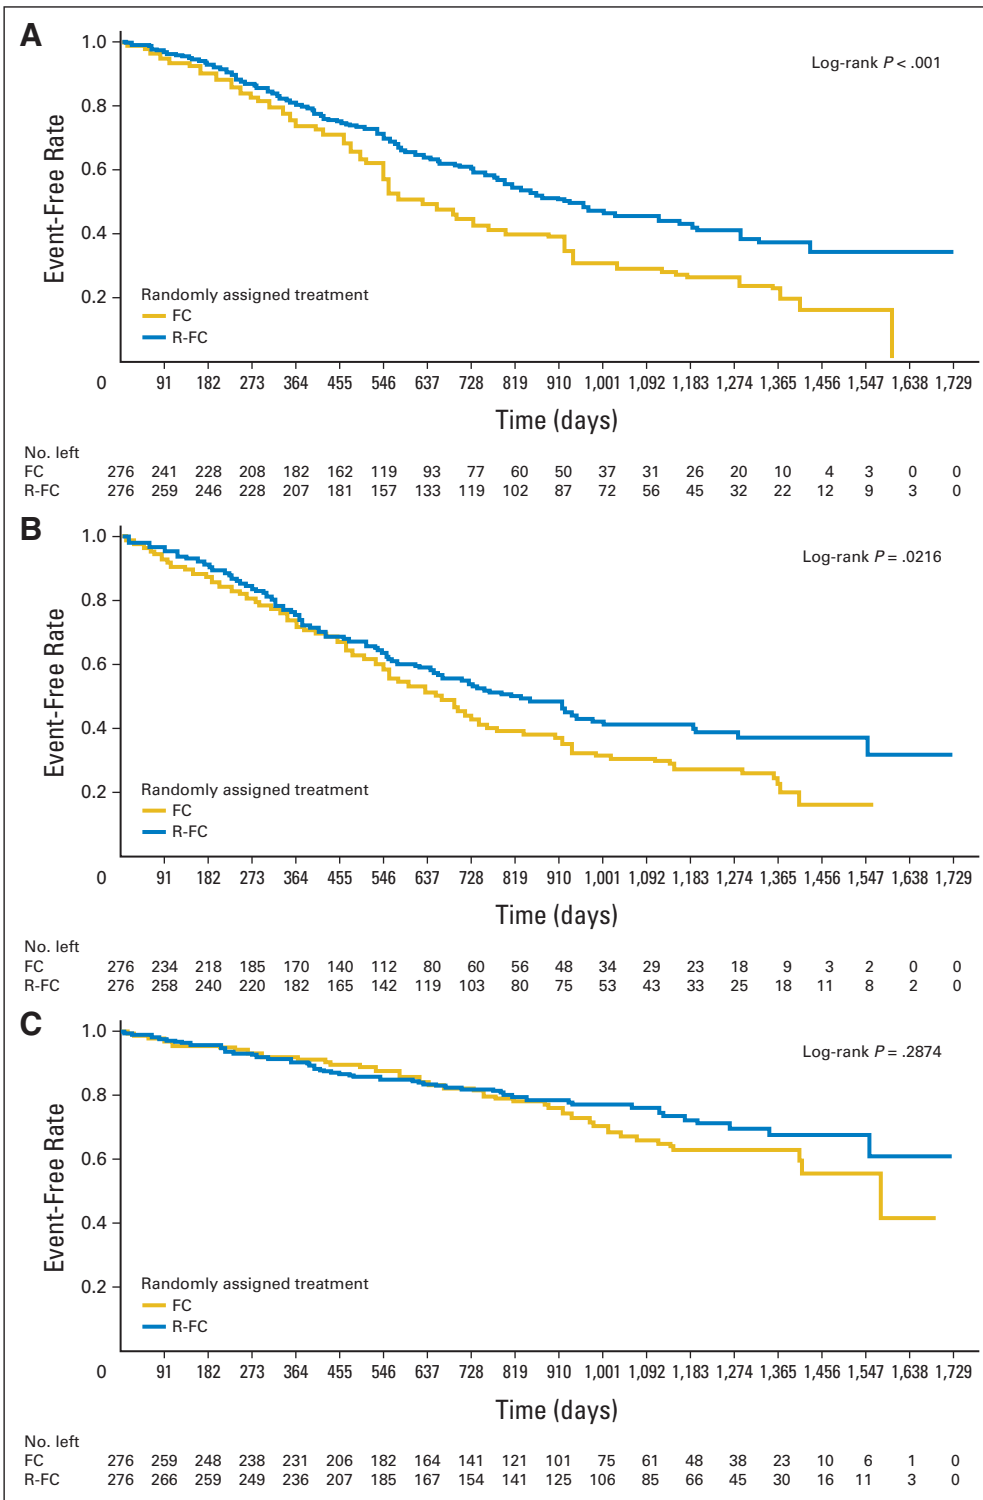 A
Log-rank P < .001
Event-Free Rate
1.0
0.8
0.6
0.4
0.2
Randomly assigned treatment
FC
R-FC
0 91 182 273 364 455 546 637 728 819 910 1,001 1,092 1,183 1,274 1,365 1,456 1,547 1,638 1,729
Time (days)
No. left
FC 276 241 228 208 182 162 119 93 77 60 50 37 31 26 20 10 4 3 0 0
R-FC 276 259 246 228 207 181 157 133 119 102 87 72 56 45 32 22 12 9 3 0
B
Log-rank P = .0216
Event-Free Rate
1.0
0.8
0.6
0.4
0.2
Randomly assigned treatment
FC
R-FC
0 91 182 273 364 455 546 637 728 819 910 1,001 1,092 1,183 1,274 1,365 1,456 1,547 1,638 1,729
Time (days)
No. left
FC 276 234 218 185 170 140 112 80 60 56 48 34 29 23 18 9 3 2 0 0
R-FC 276 258 240 220 182 165 142 119 103 80 75 53 43 33 25 18 11 8 2 0
C
Log-rank P = .2874
Event-Free Rate
1.0
0.8
0.6
0.4
0.2
Randomly assigned treatment
FC
R-FC
0 91 182 273 364 455 546 637 728 819 910 1,001 1,092 1,183 1,274 1,365 1,456 1,547 1,638 1,729
Time (days)
No. left
FC 276 259 248 238 231 206 182 164 141 121 101 75 61 48 38 23 10 6 1 0
R-FC 276 266 259 249 236 207 185 167 154 141 125 106 85 66 45 30 16 11 3 0